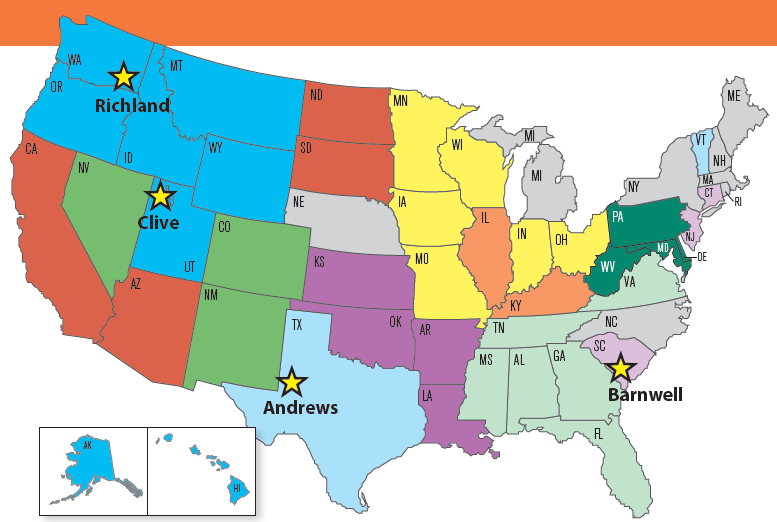 WA
MT
ND
MN
ME
OR
Richland
VT
MI
NH
WI
SD
WY
CA
ID
NV
MA
MI
NY
CT
RI
NE
IA
Clive
IL
PA
NJ
CO
IN
OH
MD
DE
UT
KS
MO
WV
VA
AZ
NM
KY
TX
OK
AR
TN
NC
SC
MS
AL
GA
Andrews
LA
Barnwell
FL
AK
HI